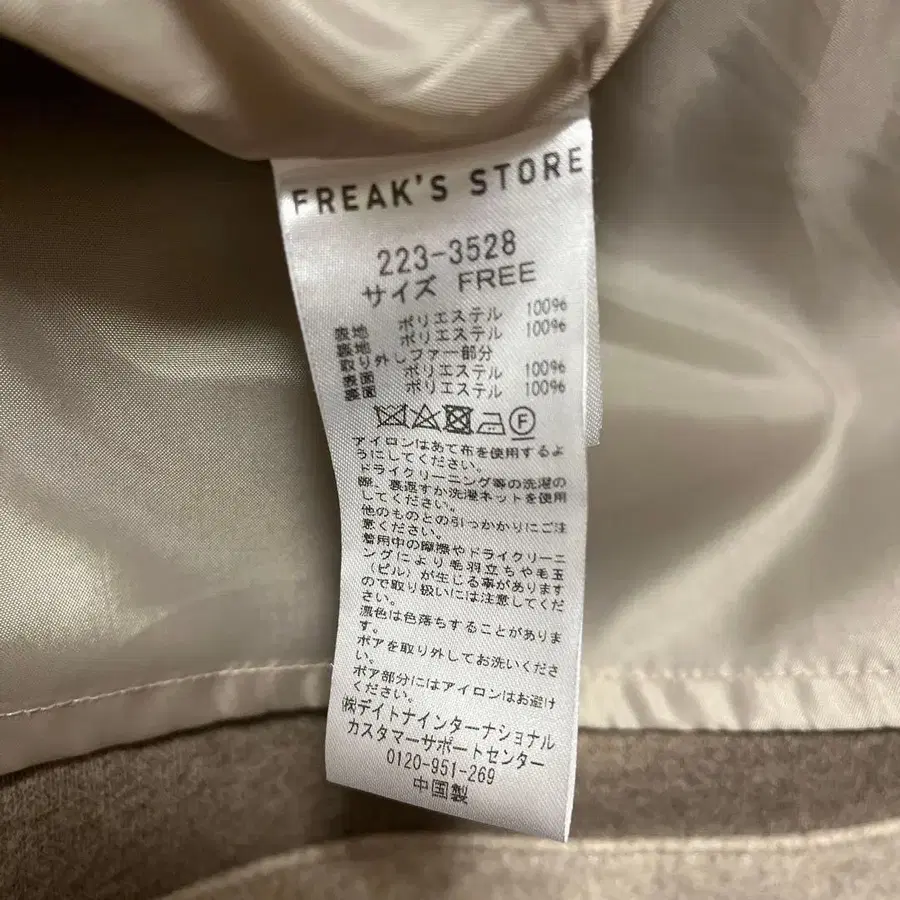 FREAK'S STORE
223-3528
サイズ FREE
表地 ポリエステル 100%
裏地 ポリエステル 100%
取り外しファー部分
表面 ポリエステル 100%
裏面 ポリエステル 100%
F
アイロンはあて布を使用するよ
うにしてください。
ドライクリーニング等の洗濯の
際、裏返すか洗濯ネットを使用
してください。
他のものとの引っかかりにご注
意ください。
着用中の摩擦やドライクリーニ
ングにより毛羽立ちや毛玉
(ピル)が生じる事があります
ので取り扱いには注意してくだ
さい。
濃色は色落ちすることがありま
す。
ボアを取り外してお洗いくださ
い。
ボア部分にはアイロンはお避け
ください。
㈱デイトナインターナショナル
カスタマーサポートセンター
0120-951-269
中国製